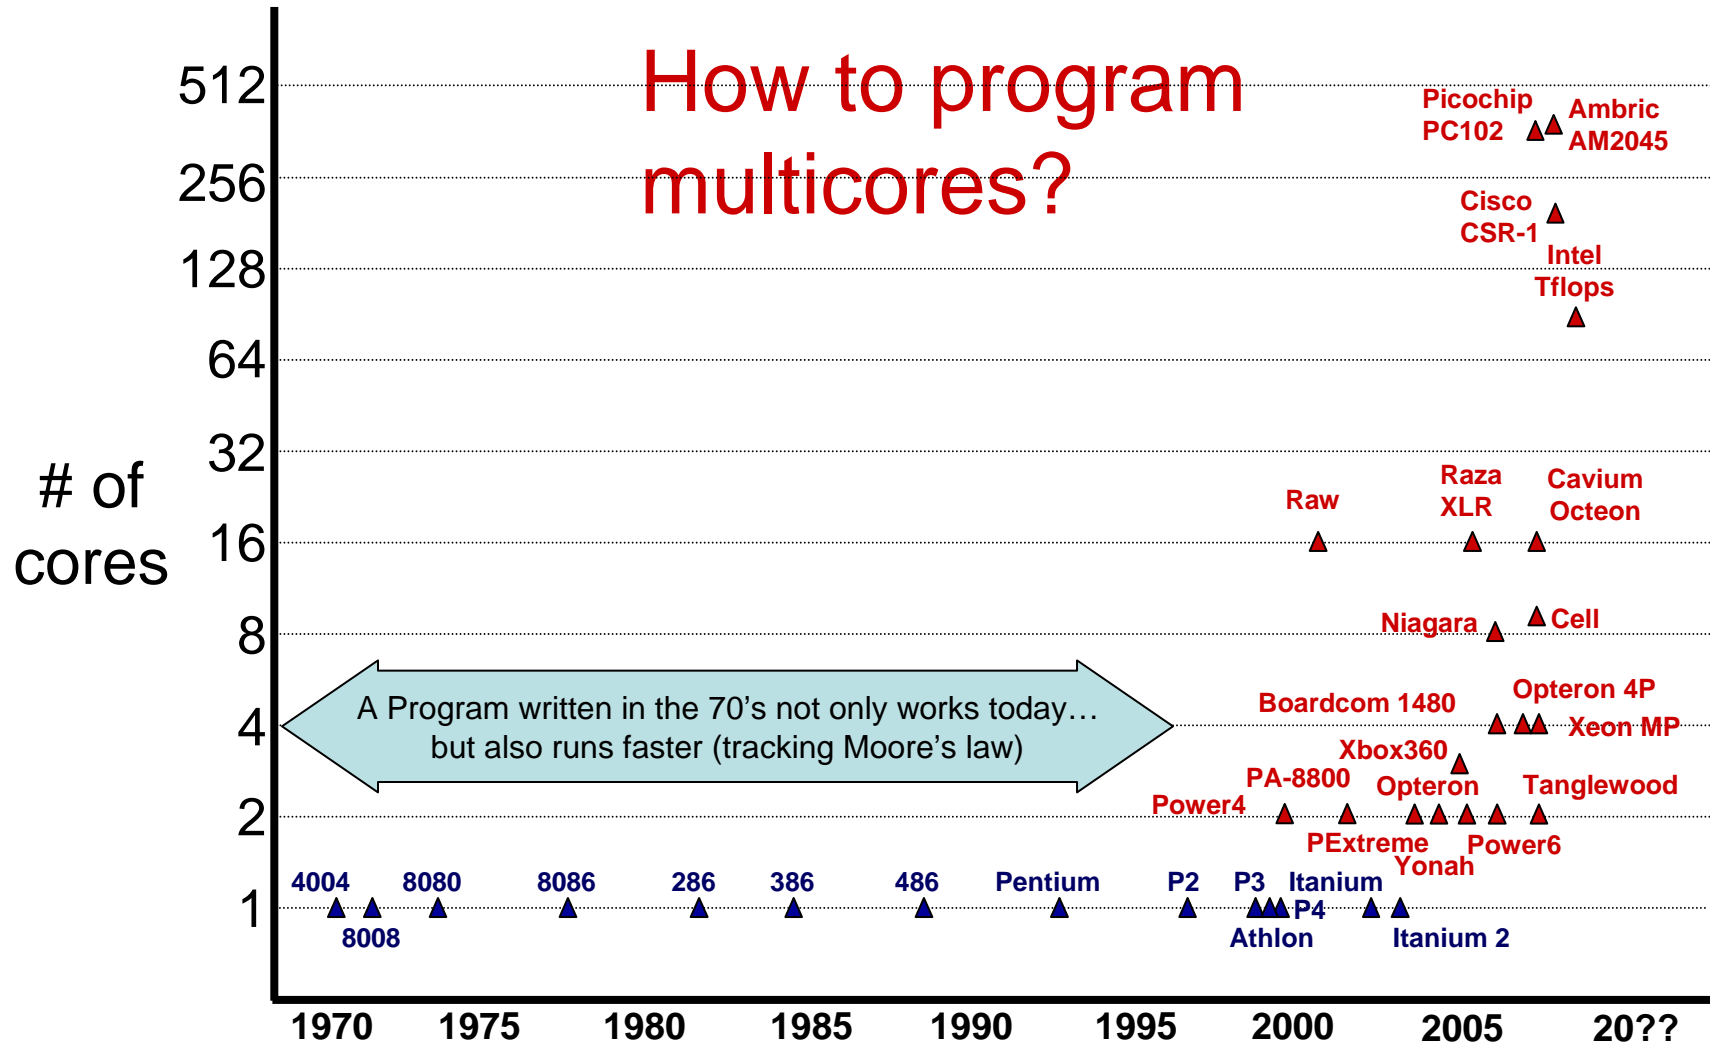 How to program
multicores?
512
256
128
64
32
16
8
4
2
1
# of
cores
Picochip
PC102
Ambric
AM2045
Cisco
CSR-1
Intel
Tflops
Raw
Raza
XLR
Cavium
Octeon
Niagara
Cell
A Program written in the 70's not only works today…
but also runs faster (tracking Moore's law)
Boardcom 1480
Opteron 4P
Xeon MP
Xbox360
PA-8800
Opteron
Tanglewood
Power4
PExtreme
Power6
Yonah
4004
8080
8086
286
386
486
Pentium
P2
P3
Itanium
P4
8008
Athlon
Itanium 2
1970
1975
1980
1985
1990
1995
2000
2005
20??